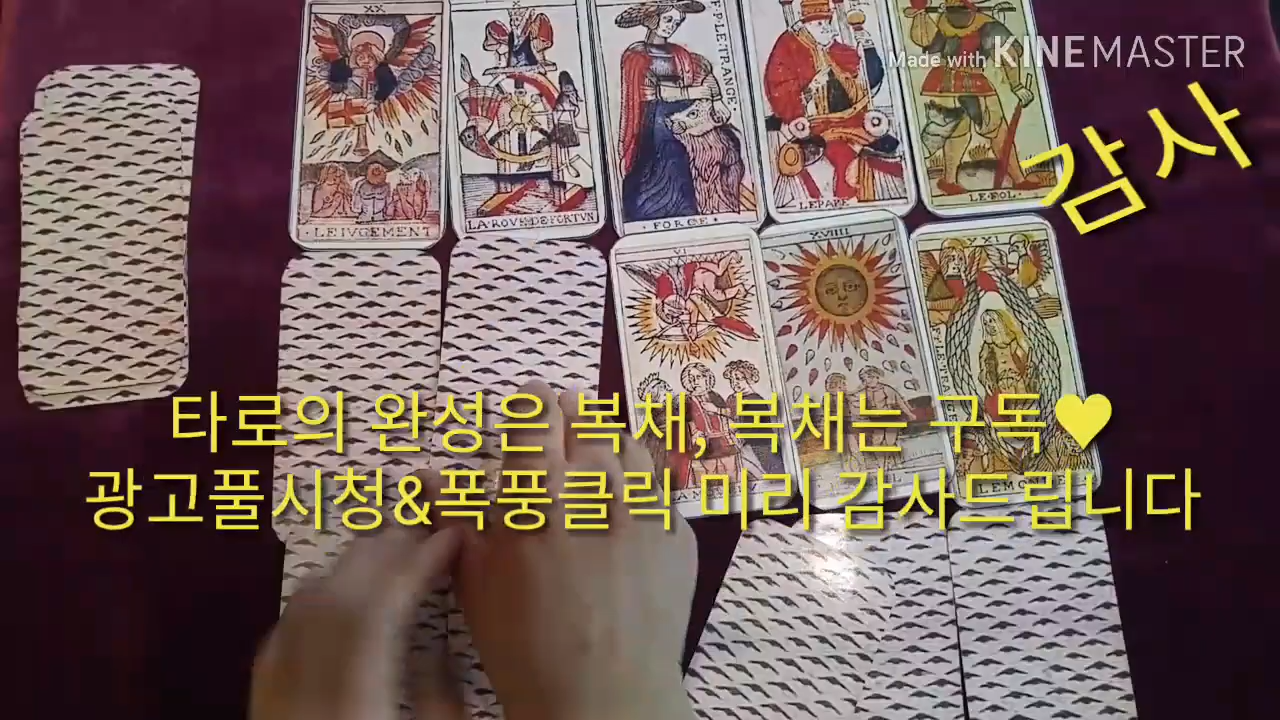 XX
Made with KINEMASTER
P·P·LE·TRANGE·
감사
·LE·IVGEMENT
LA·ROVE·DE·FORTVN
·FORCE·
LEPAPE
LE·FOL·
VI
XVIIII
XXI
타로의 완성은 복채, 복채는 구독♥
광고풀시청&폭풍클릭 미리 감사드립니다